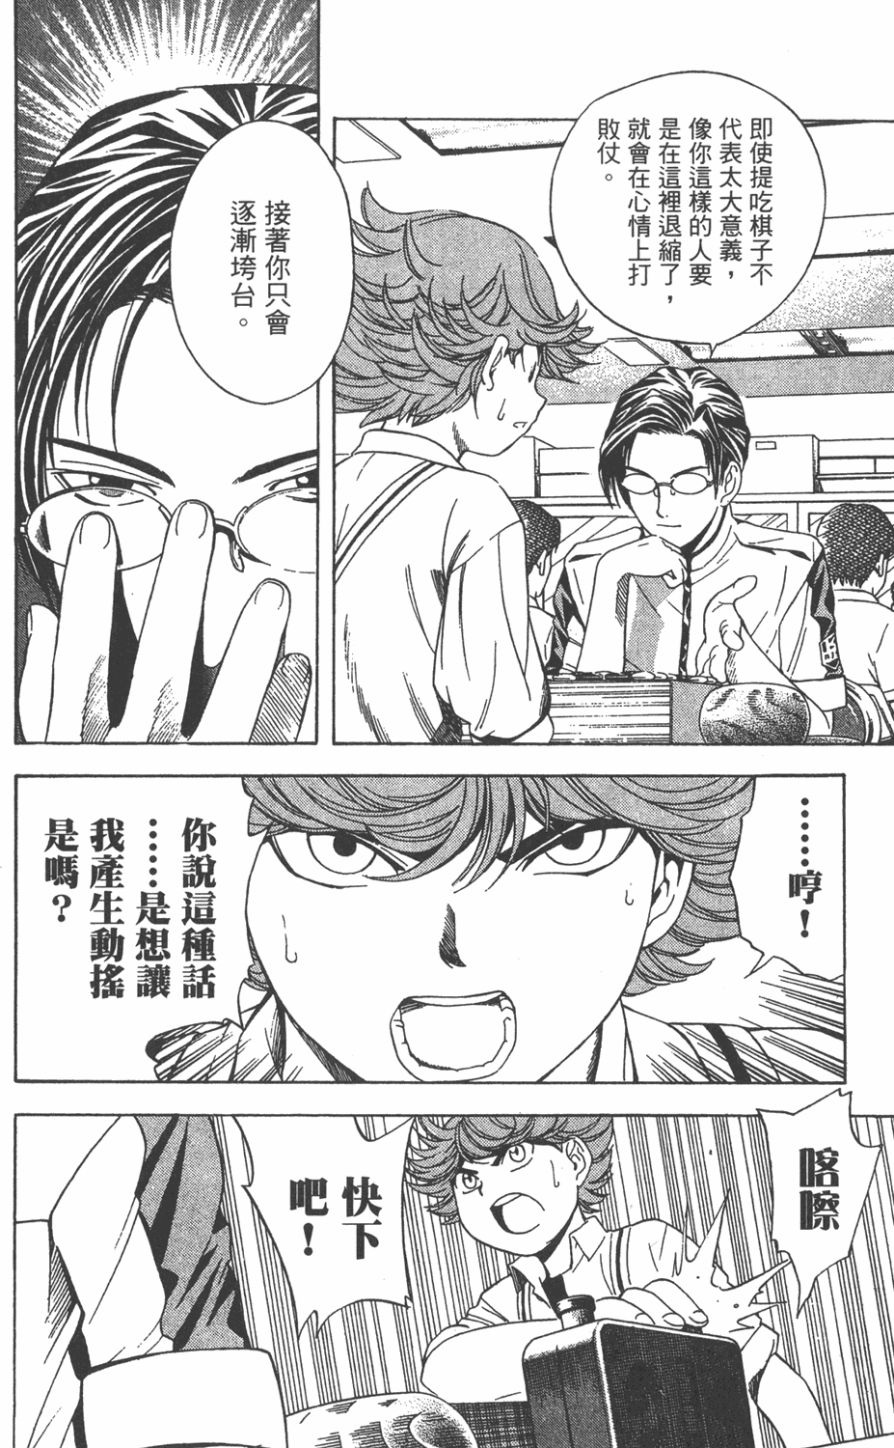 即使提吃棋子不
代表太大意義，
像你這樣的人要
是在這裡退縮了，
就會在心情上打
敗仗。
接著你只會
逐漸垮台。
……哼！
你說這種話
……是想讓
我產生動搖
是嗎？
喀嚓
快下
吧！